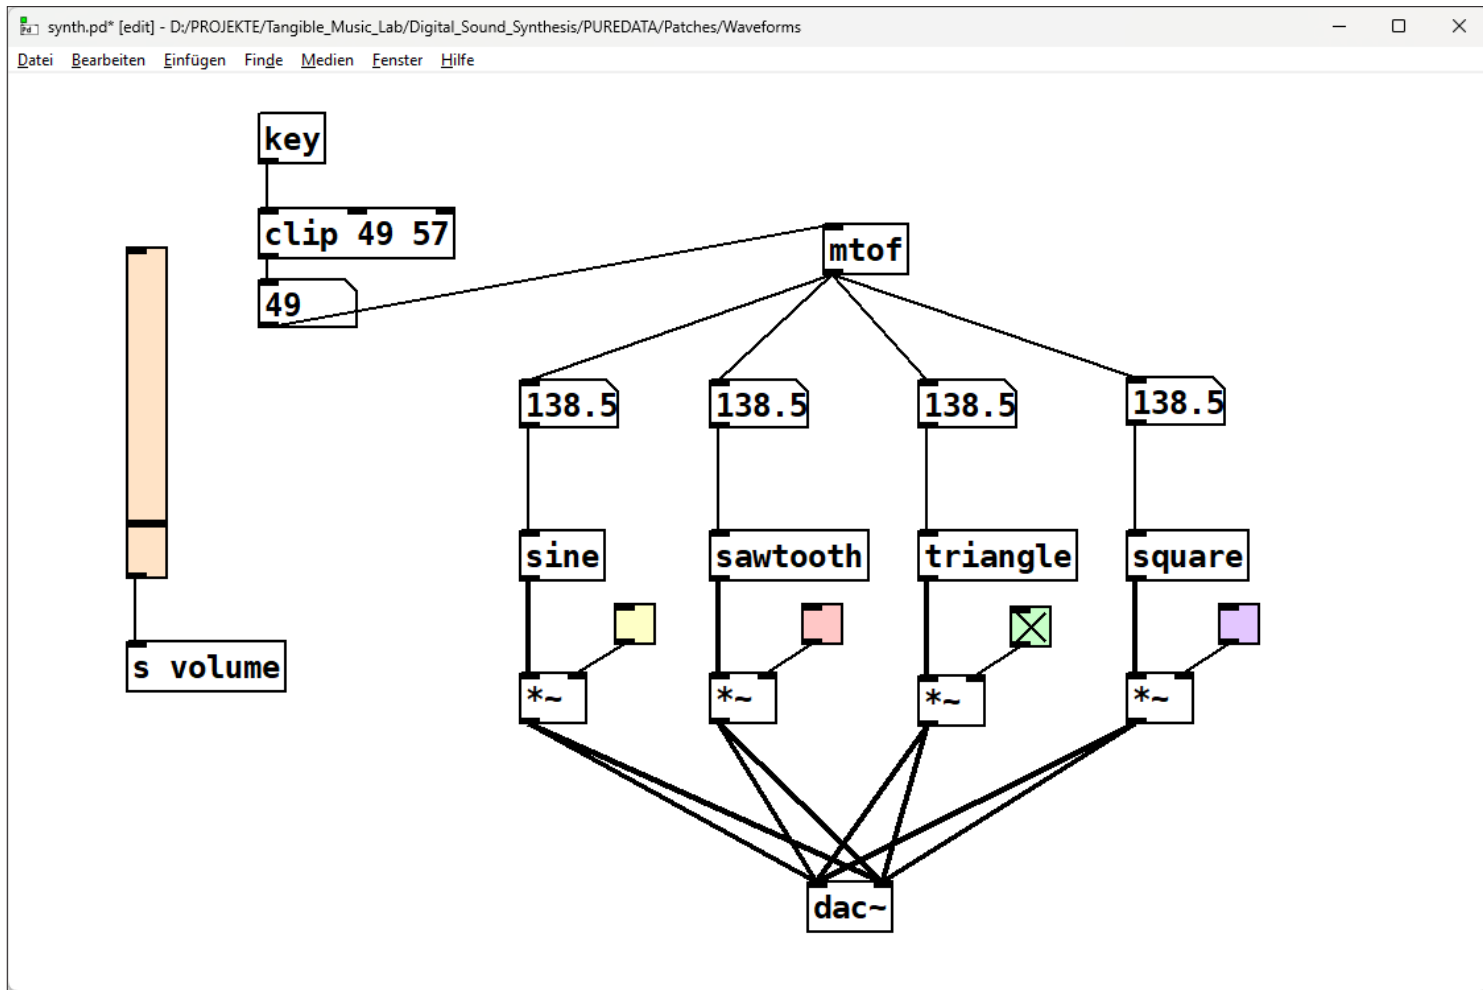 synth.pd* [edit] - D:/PROJEKTE/Tangible_Music_Lab/Digital_Sound_Synthesis/PUREDATA/Patches/Waveforms
Datei Bearbeiten Einfügen Finde Medien Fenster Hilfe
key
clip 49 57
49
mtof
138.5 138.5 138.5 138.5
sine sawtooth triangle square
s volume
*~ *~ *~ *~
dac~